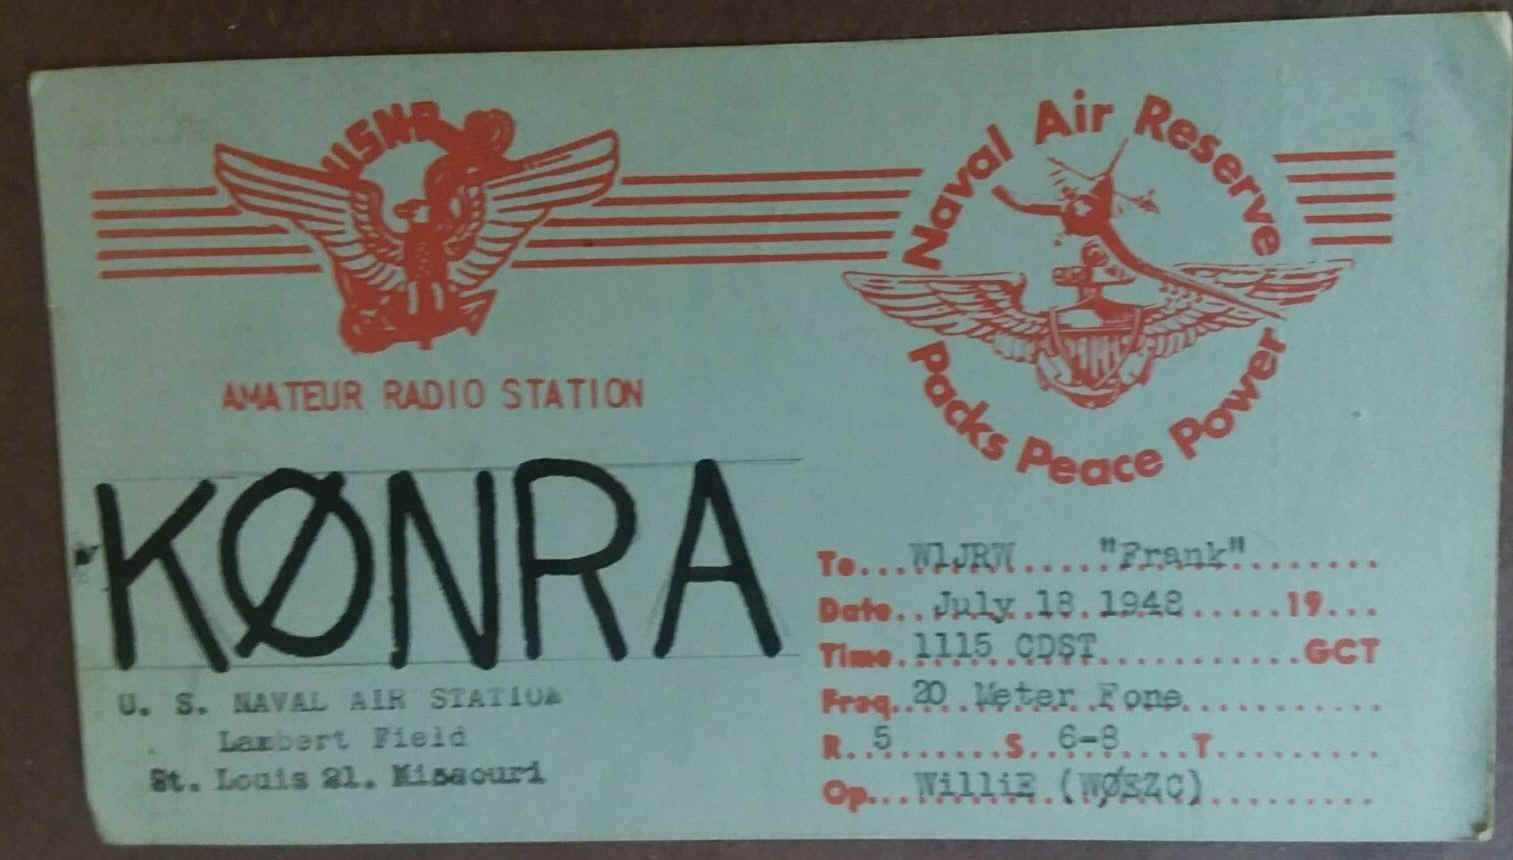 USNR
Naval Air Reserve
Packs Peace Power
AMATEUR RADIO STATION
KØNRA
U. S. NAVAL AIR STATION
Lambert Field
St. Louis 21. Missouri
To...W1JRW....."Frank"........
Date..July.18.1948.....19...
Time.1115 CDST...........GCT
Freq.20 Meter Fone...........
R..5.......S..6-8....T.........
Op...WilliE (WØEZC)..........